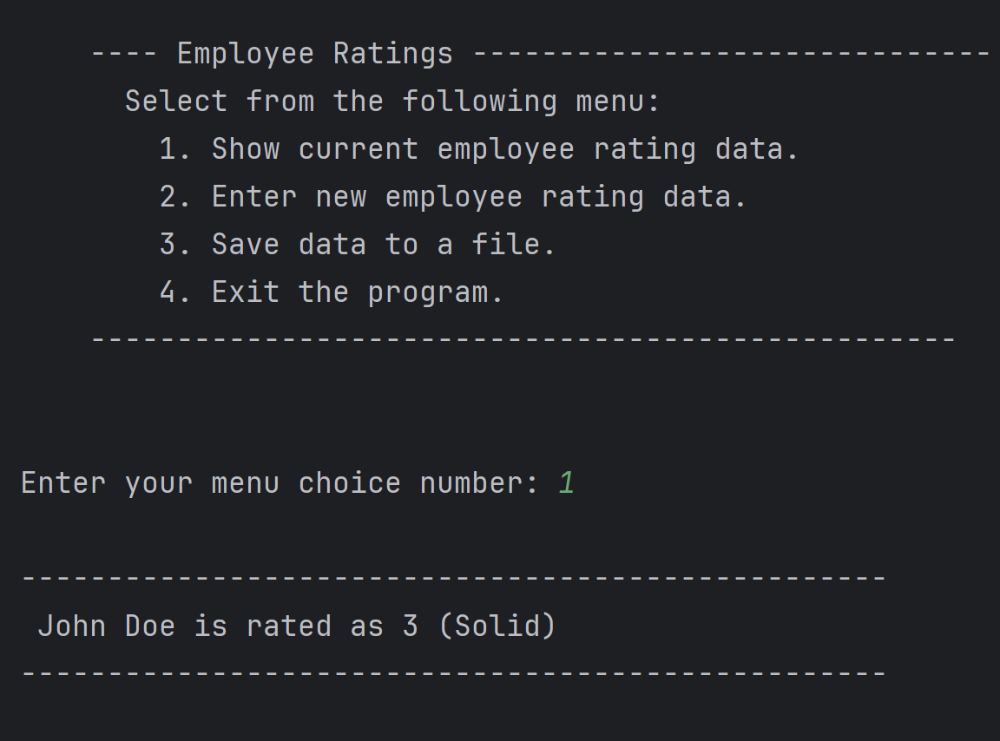 ---- Employee Ratings ------------------------------
Select from the following menu:
1. Show current employee rating data.
2. Enter new employee rating data.
3. Save data to a file.
4. Exit the program.
--------------------------------------------------
Enter your menu choice number: 1
--------------------------------------------------
John Doe is rated as 3 (Solid)
--------------------------------------------------